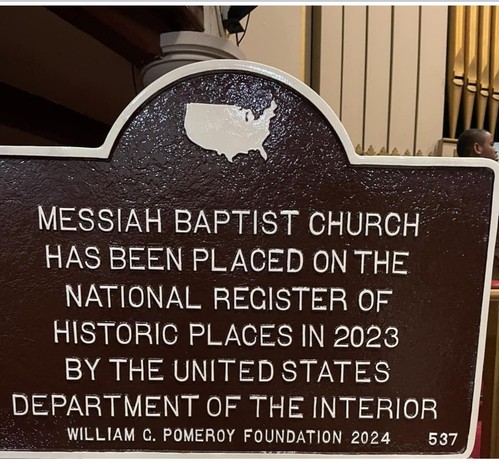 MESSIAH BAPTIST CHURCH
HAS BEEN PLACED ON THE
NATIONAL REGISTER OF
HISTORIC PLACES IN 2023
BY THE UNITED STATES
DEPARTMENT OF THE INTERIOR
WILLIAM G. POMEROY FOUNDATION 2024 537